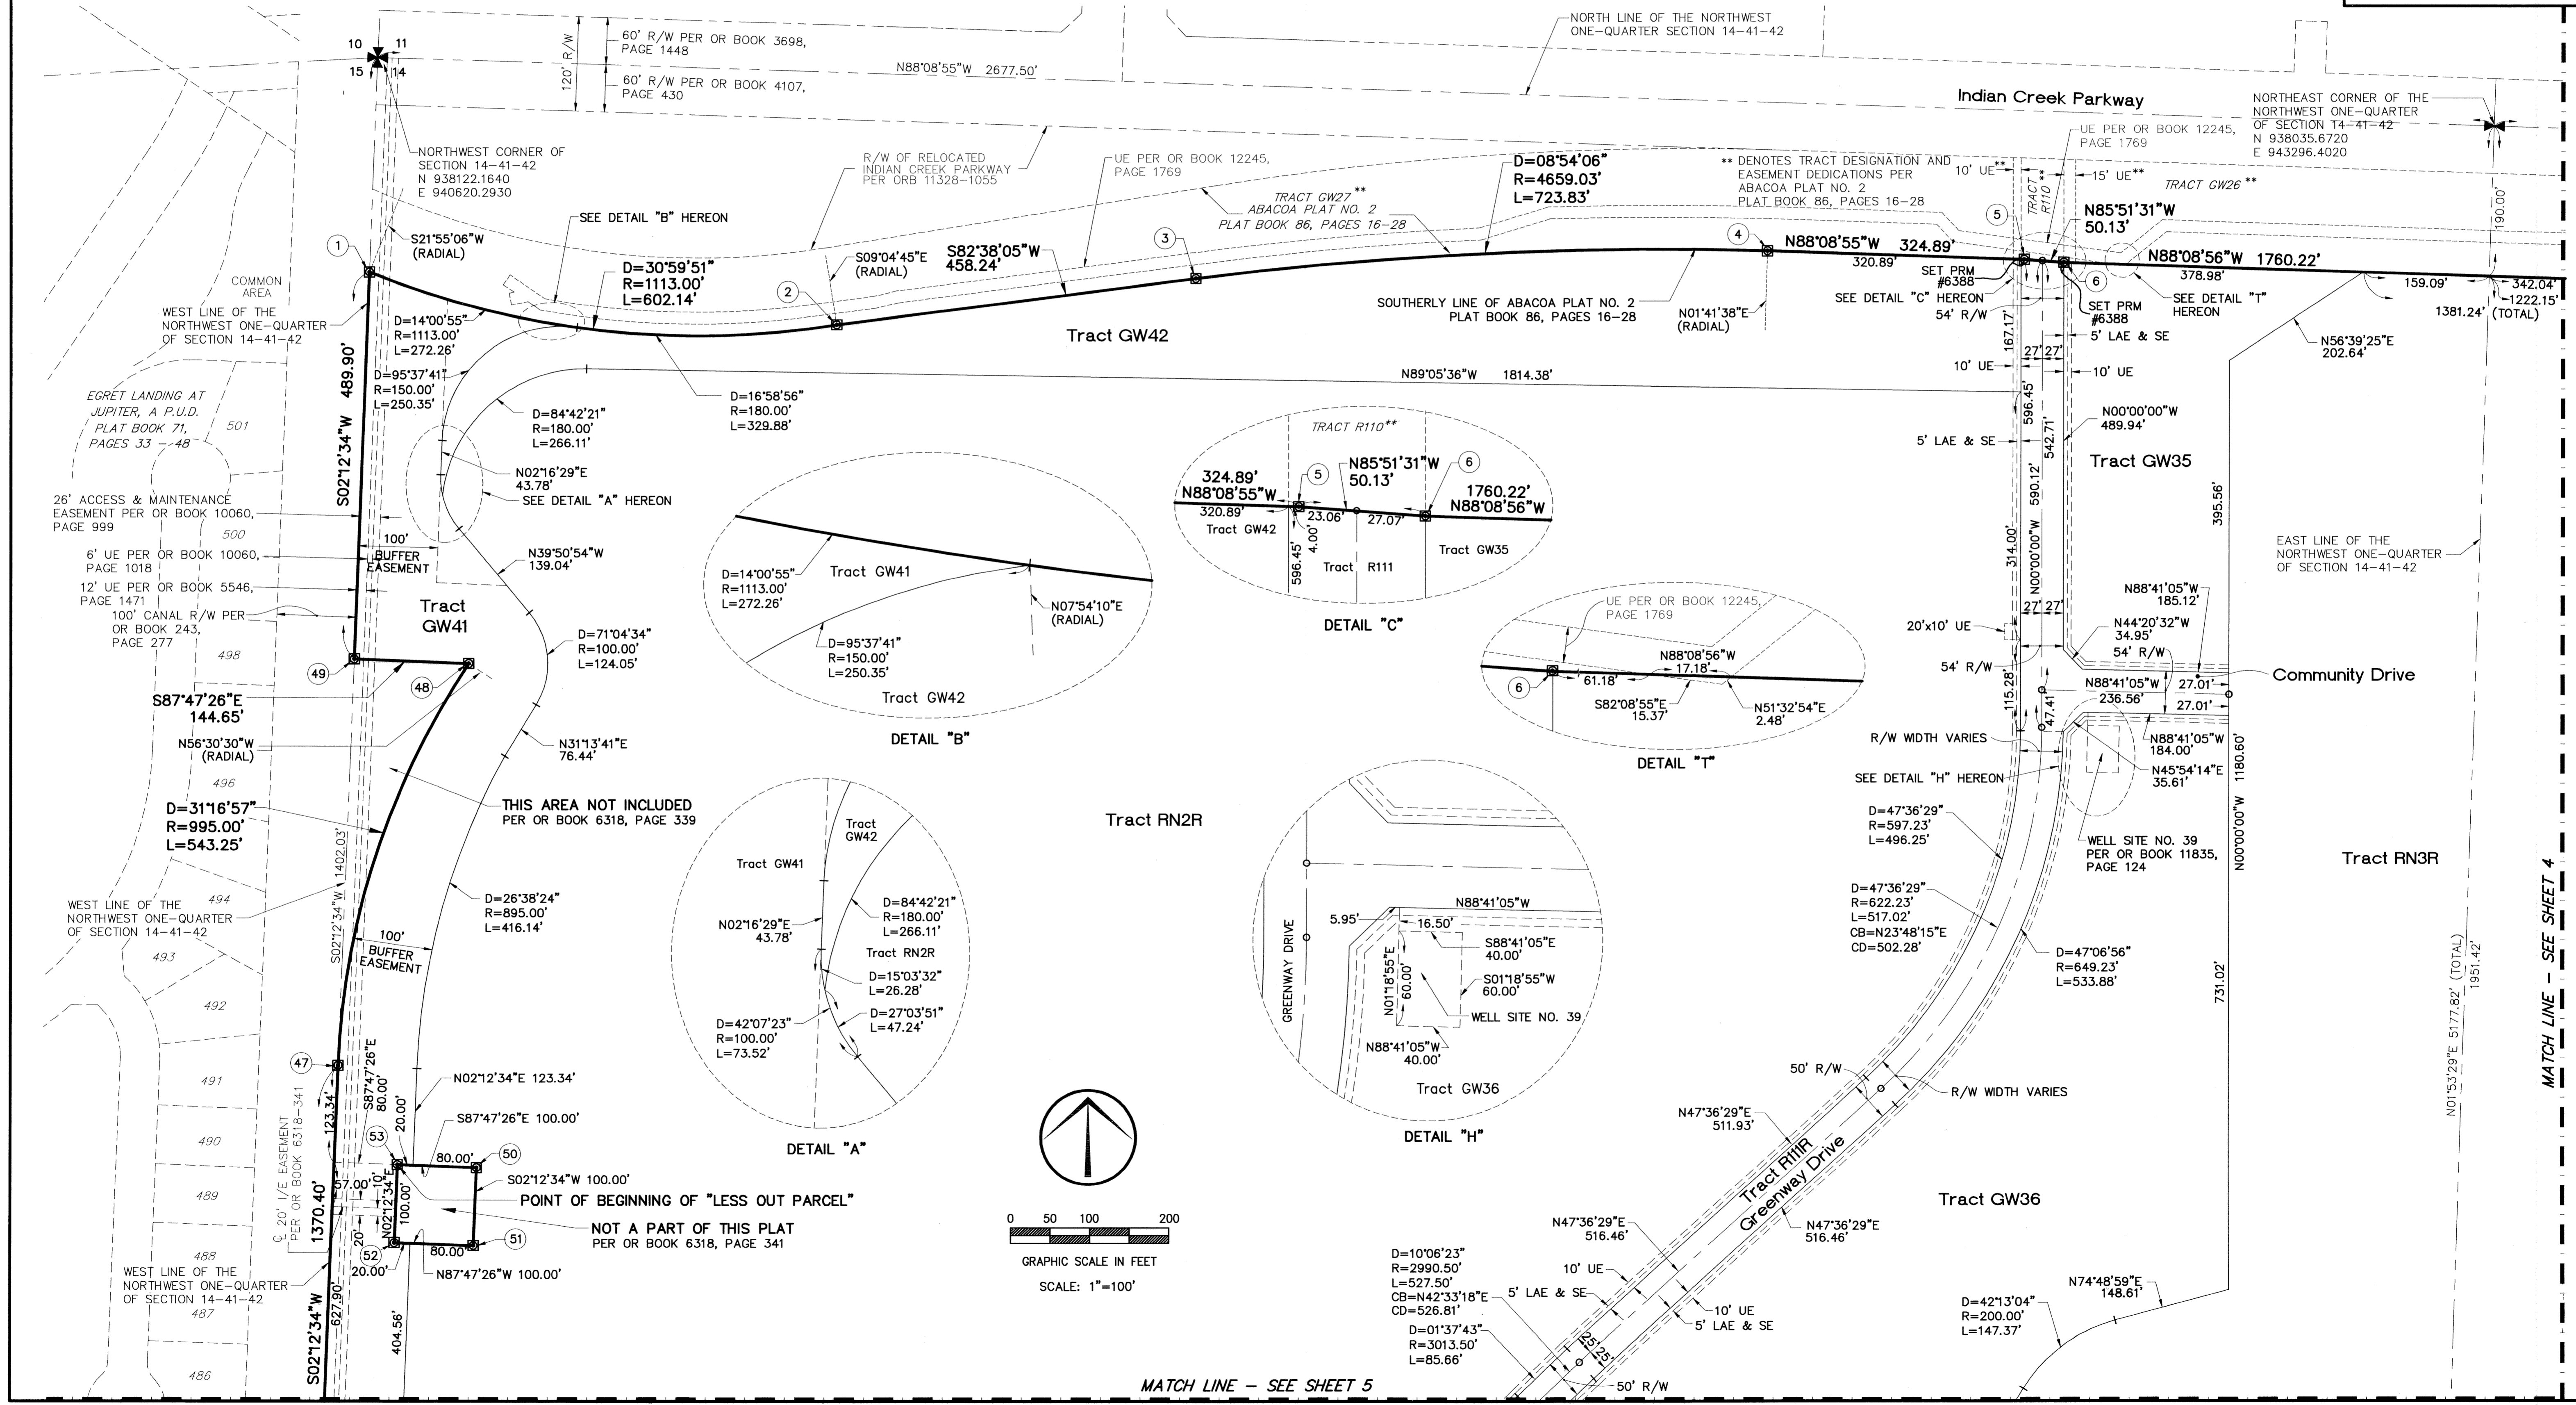 10
11
15
14
60' R/W PER OR BOOK 3698,
PAGE 1448
120' R/W
60' R/W PER OR BOOK 4107,
PAGE 430
N88°08'55"W 2677.50'
NORTH LINE OF THE NORTHWEST
ONE-QUARTER SECTION 14-41-42
Indian Creek Parkway
NORTHEAST CORNER OF THE
NORTHWEST ONE-QUARTER
OF SECTION 14-41-42
N 938035.6720
E 943296.4020
190.00'
NORTHWEST CORNER OF
SECTION 14-41-42
N 938122.1640
E 940620.2930
R/W OF RELOCATED
INDIAN CREEK PARKWAY
PER ORB 11328-1055
UE PER OR BOOK 12245,
PAGE 1769
D=08°54'06"
R=4659.03'
L=723.83'
** DENOTES TRACT DESIGNATION AND
EASEMENT DEDICATIONS PER
ABACOA PLAT NO. 2
PLAT BOOK 86, PAGES 16-28
UE PER OR BOOK 12245,
PAGE 1769
10' UE**
TRACT
R110**
15' UE**
TRACT GW26**
TRACT GW27**
ABACOA PLAT NO. 2
PLAT BOOK 86, PAGES 16-28
SEE DETAIL "B" HEREON
S21°55'06"W
(RADIAL)
1
D=30°59'51"
R=1113.00'
L=602.14'
2
S09°04'45"E
(RADIAL)
S82°38'05"W
458.24'
3
4
N88°08'55"W 324.89'
320.89'
5
SET PRM
#6388
SEE DETAIL "C" HEREON
54' R/W
N85°51'31"W
50.13'
6
SET PRM
#6388
N88°08'56"W 1760.22'
378.98'
SEE DETAIL "T"
HEREON
159.09'
342.04'
1222.15'
1381.24' (TOTAL)
SOUTHERLY LINE OF ABACOA PLAT NO. 2
PLAT BOOK 86, PAGES 16-28
N01°41'38"E
(RADIAL)
Tract GW42
COMMON
AREA
WEST LINE OF THE
NORTHWEST ONE-QUARTER
OF SECTION 14-41-42
D=14°00'55"
R=1113.00'
L=272.26'
D=95°37'41"
R=150.00'
L=250.35'
S02°12'34"W 489.90'
EGRET LANDING AT
JUPITER, A P.U.D.
PLAT BOOK 71,
PAGES 33 - 48
501
500
498
496
494
493
492
491
490
489
488
487
486
D=84°42'21"
R=180.00'
L=266.11'
D=16°58'56"
R=180.00'
L=329.88'
N89°05'36"W 1814.38'
N02°16'29"E
43.78'
SEE DETAIL "A" HEREON
26' ACCESS & MAINTENANCE
EASEMENT PER OR BOOK 10060,
PAGE 999
6' UE PER OR BOOK 10060,
PAGE 1018
12' UE PER OR BOOK 5546,
PAGE 1471
100' CANAL R/W PER
OR BOOK 243,
PAGE 277
100'
BUFFER
EASEMENT
N39°50'54"W
139.04'
Tract
GW41
D=71°04'34"
R=100.00'
L=124.05'
49
48
S87°47'26"E
144.65'
N56°30'30"W
(RADIAL)
N31°13'41"E
76.44'
D=31°16'57"
R=995.00'
L=543.25'
THIS AREA NOT INCLUDED
PER OR BOOK 6318, PAGE 339
S02°12'34"W 1402.03'
WEST LINE OF THE
NORTHWEST ONE-QUARTER
OF SECTION 14-41-42
D=26°38'24"
R=895.00'
L=416.14'
100'
BUFFER
EASEMENT
47
123.34'
S87°47'26"E
80.00'
N02°12'34"E 123.34'
20.00'
53
S87°47'26"E 100.00'
80.00'
50
S02°12'34"W 100.00'
POINT OF BEGINNING OF "LESS OUT PARCEL"
57.00'
10'
N02°12'34"E
100.00'
20'
NOT A PART OF THIS PLAT
PER OR BOOK 6318, PAGE 341
52
51
80.00'
20.00'
N87°47'26"W 100.00'
℄ 20' I/E EASEMENT
PER OR BOOK 6318-341
1370.40'
S02°12'34"W
627.90'
404.56'
WEST LINE OF THE
NORTHWEST ONE-QUARTER
OF SECTION 14-41-42
D=14°00'55"
R=1113.00'
L=272.26'
Tract GW41
N07°54'10"E
(RADIAL)
D=95°37'41"
R=150.00'
L=250.35'
Tract GW42
DETAIL "B"
TRACT R110**
324.89'
N88°08'55"W
320.89'
5
N85°51'31"W
50.13'
6
1760.22'
N88°08'56"W
23.06'
27.07'
Tract GW42
4.00'
596.45'
Tract R111
Tract GW35
DETAIL "C"
UE PER OR BOOK 12245,
PAGE 1769
N88°08'56"W
17.18'
6
61.18'
S82°08'55"E
15.37'
N51°32'54"E
2.48'
DETAIL "T"
Tract
GW42
Tract GW41
D=84°42'21"
R=180.00'
L=266.11'
N02°16'29"E
43.78'
Tract RN2R
D=15°03'32"
L=26.28'
D=27°03'51"
L=47.24'
D=42°07'23"
R=100.00'
L=73.52'
DETAIL "A"
Tract RN2R
N88°41'05"W
5.95'
16.50'
S88°41'05"E
40.00'
GREENWAY DRIVE
N01°18'55"E
60.00'
S01°18'55"W
60.00'
WELL SITE NO. 39
N88°41'05"W
40.00'
Tract GW36
DETAIL "H"
0 50 100 200
GRAPHIC SCALE IN FEET
SCALE: 1"=100'
167.17'
27' 27'
5' LAE & SE
10' UE
10' UE
596.45'
542.71'
N00°00'00"W
489.94'
5' LAE & SE
Tract GW35
N56°39'25"E
202.64'
395.56'
314.00'
N00°00'00"W 590.12'
EAST LINE OF THE
NORTHWEST ONE-QUARTER
OF SECTION 14-41-42
27' 27'
20'x10' UE
54' R/W
N88°41'05"W
185.12'
N44°20'32"W
34.95'
54' R/W
Community Drive
N88°41'05"W
236.56'
27.01'
27.01'
115.28'
47.41'
R/W WIDTH VARIES
N88°41'05"W
184.00'
SEE DETAIL "H" HEREON
N45°54'14"E
35.61'
N00°00'00"W 1180.60'
D=47°36'29"
R=597.23'
L=496.25'
WELL SITE NO. 39
PER OR BOOK 11835,
PAGE 124
Tract RN3R
D=47°36'29"
R=622.23'
L=517.02'
CB=N23°48'15"E
CD=502.28'
D=47°06'56"
R=649.23'
L=533.88'
731.02'
N01°53'29"E 5177.82' (TOTAL)
1951.42'
MATCH LINE - SEE SHEET 4
50' R/W
R/W WIDTH VARIES
N47°36'29"E
511.93'
Tract R111R
Greenway Drive
Tract GW36
N47°36'29"E
516.46'
N47°36'29"E
516.46'
D=10°06'23"
R=2990.50'
L=527.50'
CB=N42°33'18"E
CD=526.81'
10' UE
5' LAE & SE
10' UE
5' LAE & SE
D=01°37'43"
R=3013.50'
L=85.66'
25' 25'
50' R/W
N74°48'59"E
148.61'
D=42°13'04"
R=200.00'
L=147.37'
MATCH LINE - SEE SHEET 5